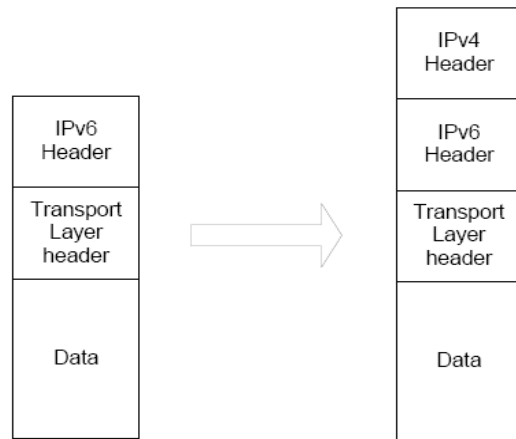 IPv6
Header
Transport
Layer
header
Data
IPv4
Header
IPv6
Header
Transport
Layer
header
Data